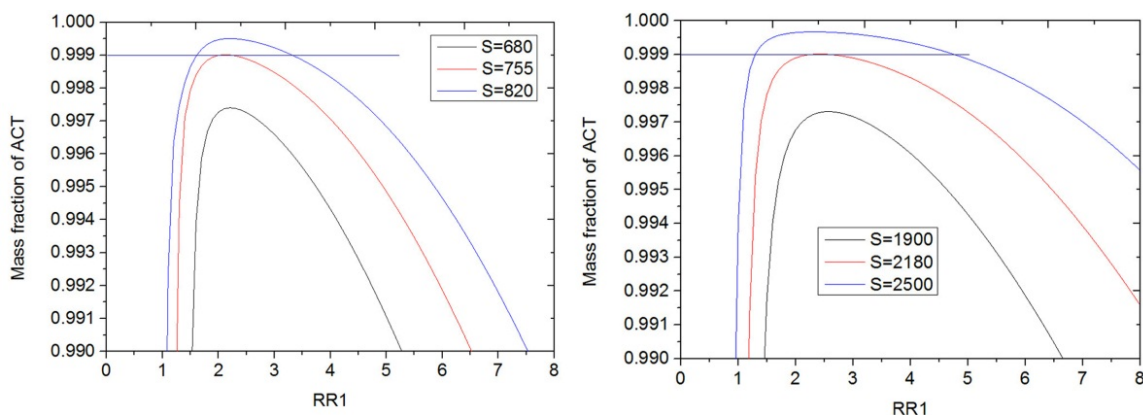 1.000
0.999
0.998
0.997
0.996
0.995
0.994
0.993
0.992
0.991
0.990
Mass fraction of ACT
S=680
S=755
S=820
0 1 2 3 4 5 6 7 8
RR1
1.000
0.999
0.998
0.997
0.996
0.995
0.994
0.993
0.992
0.991
0.990
Mass fraction of ACT
S=1900
S=2180
S=2500
0 1 2 3 4 5 6 7 8
RR1